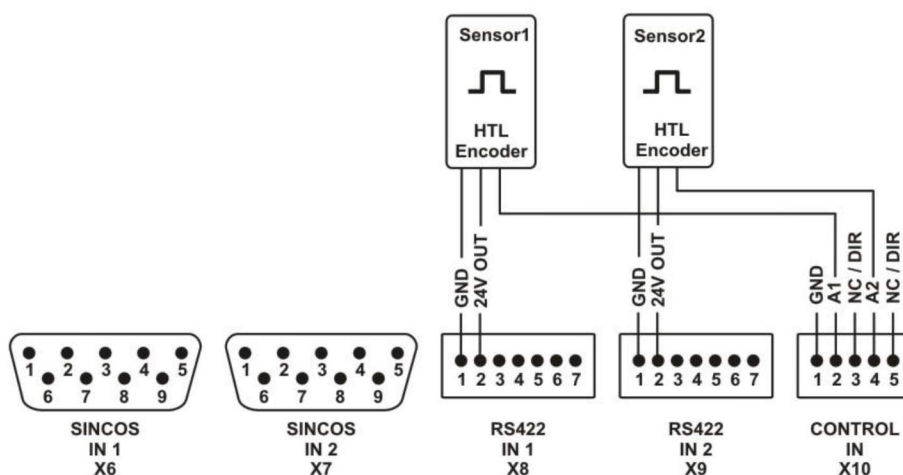 Sensor1
HTL
Encoder
Sensor2
HTL
Encoder
GND
24V OUT
GND
24V OUT
GND
A1
NC / DIR
A2
NC / DIR
1 2 3 4 5
6 7 8 9
SINCOS
IN 1
X6
1 2 3 4 5
6 7 8 9
SINCOS
IN 2
X7
1 2 3 4 5 6 7
RS422
IN 1
X8
1 2 3 4 5 6 7
RS422
IN 2
X9
1 2 3 4 5
CONTROL
IN
X10